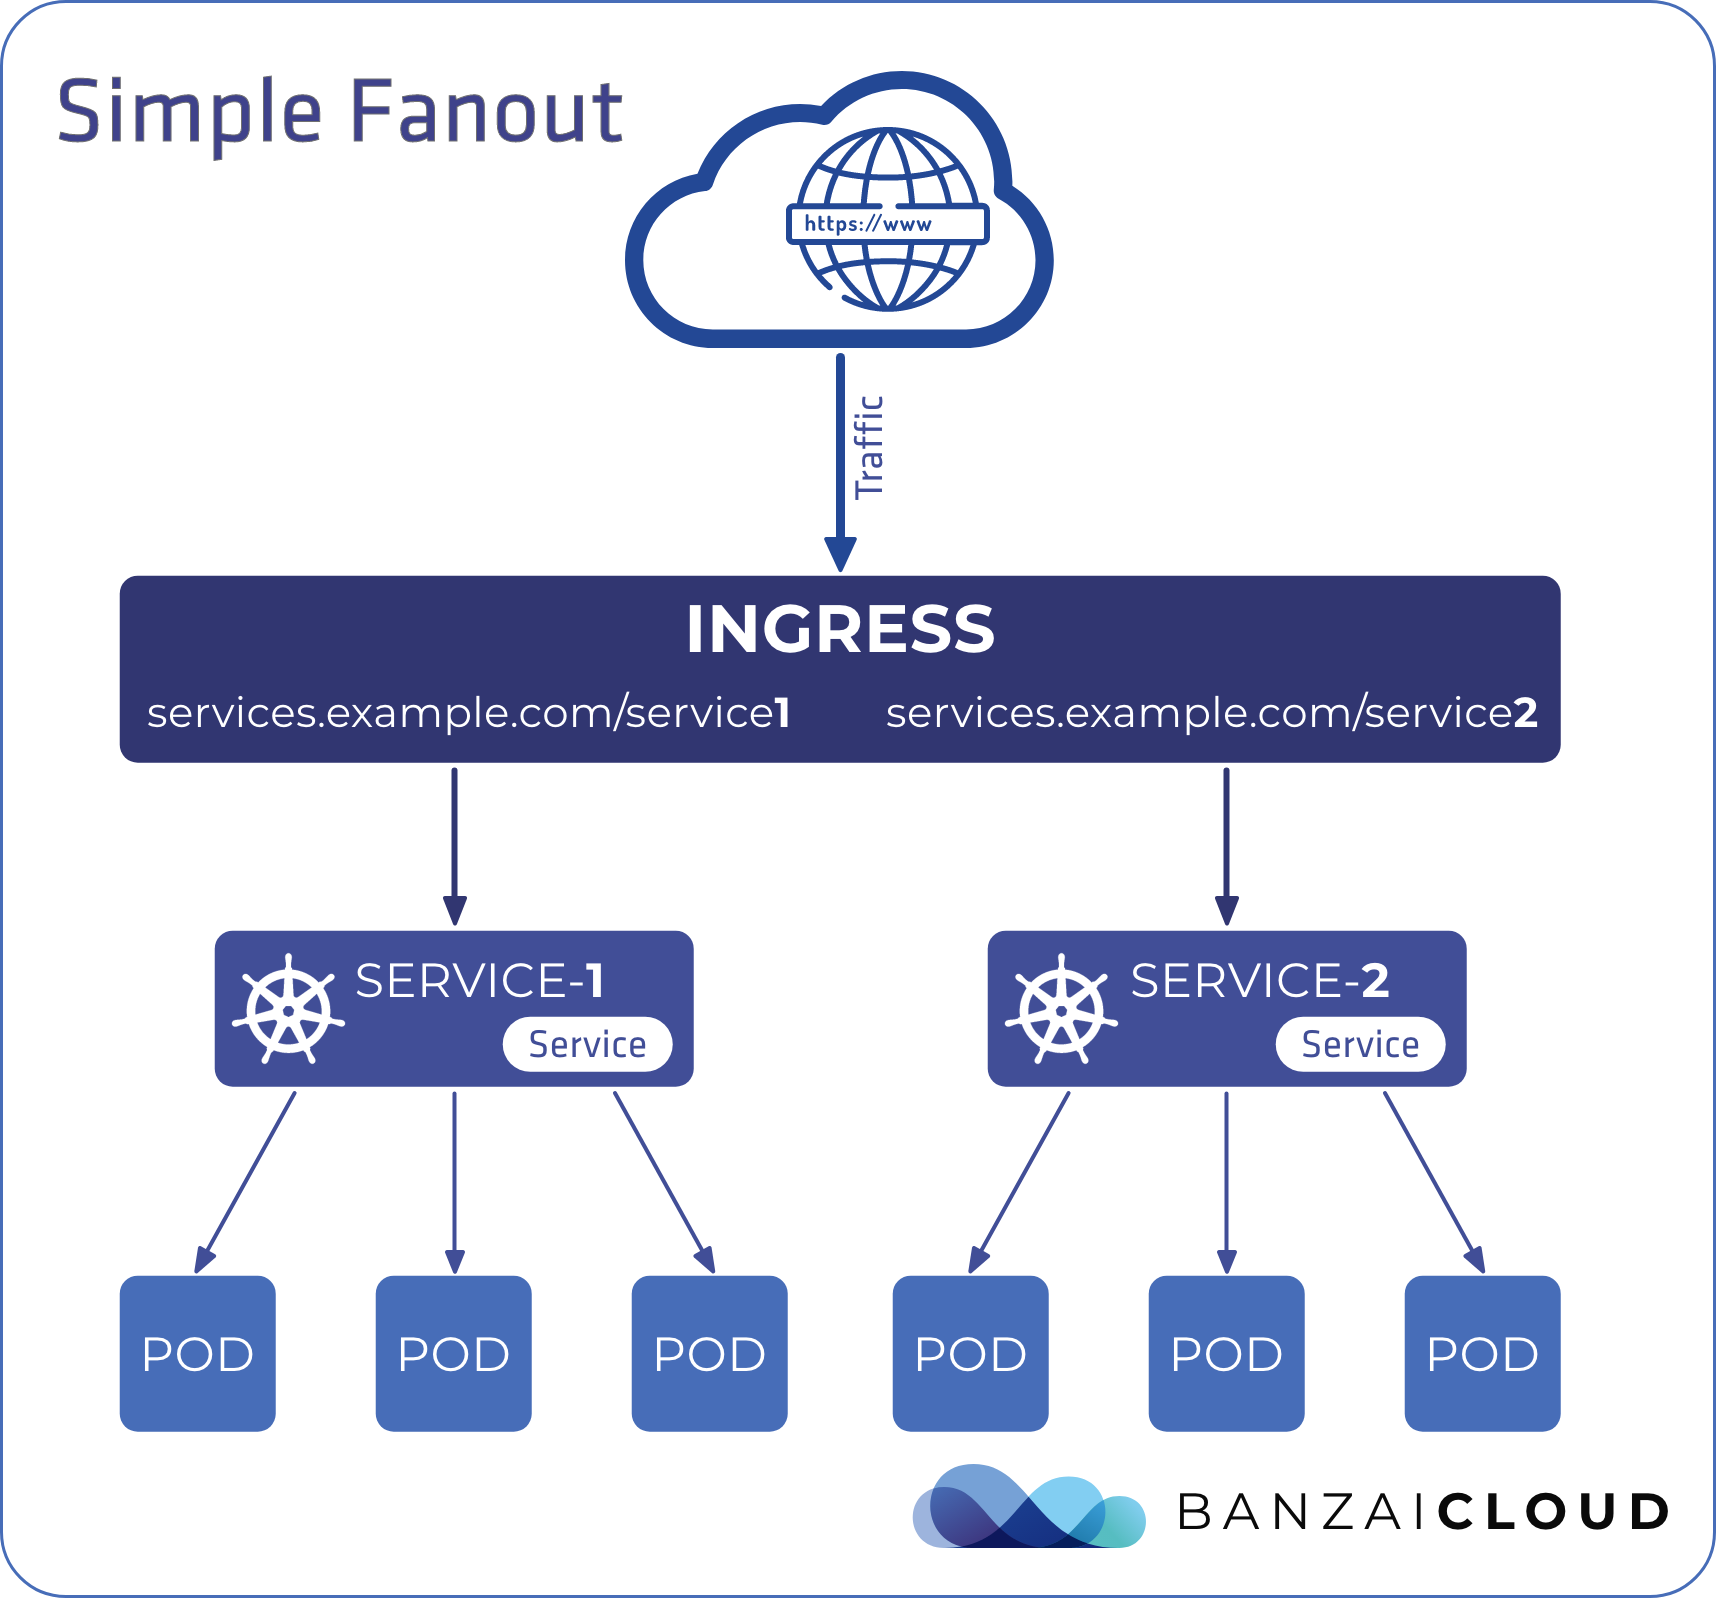 Simple Fanout
https://www
Traffic
INGRESS
services.example.com/service1
services.example.com/service2
SERVICE-1
Service
SERVICE-2
Service
POD
POD
POD
POD
POD
POD
BANZAICLOUD